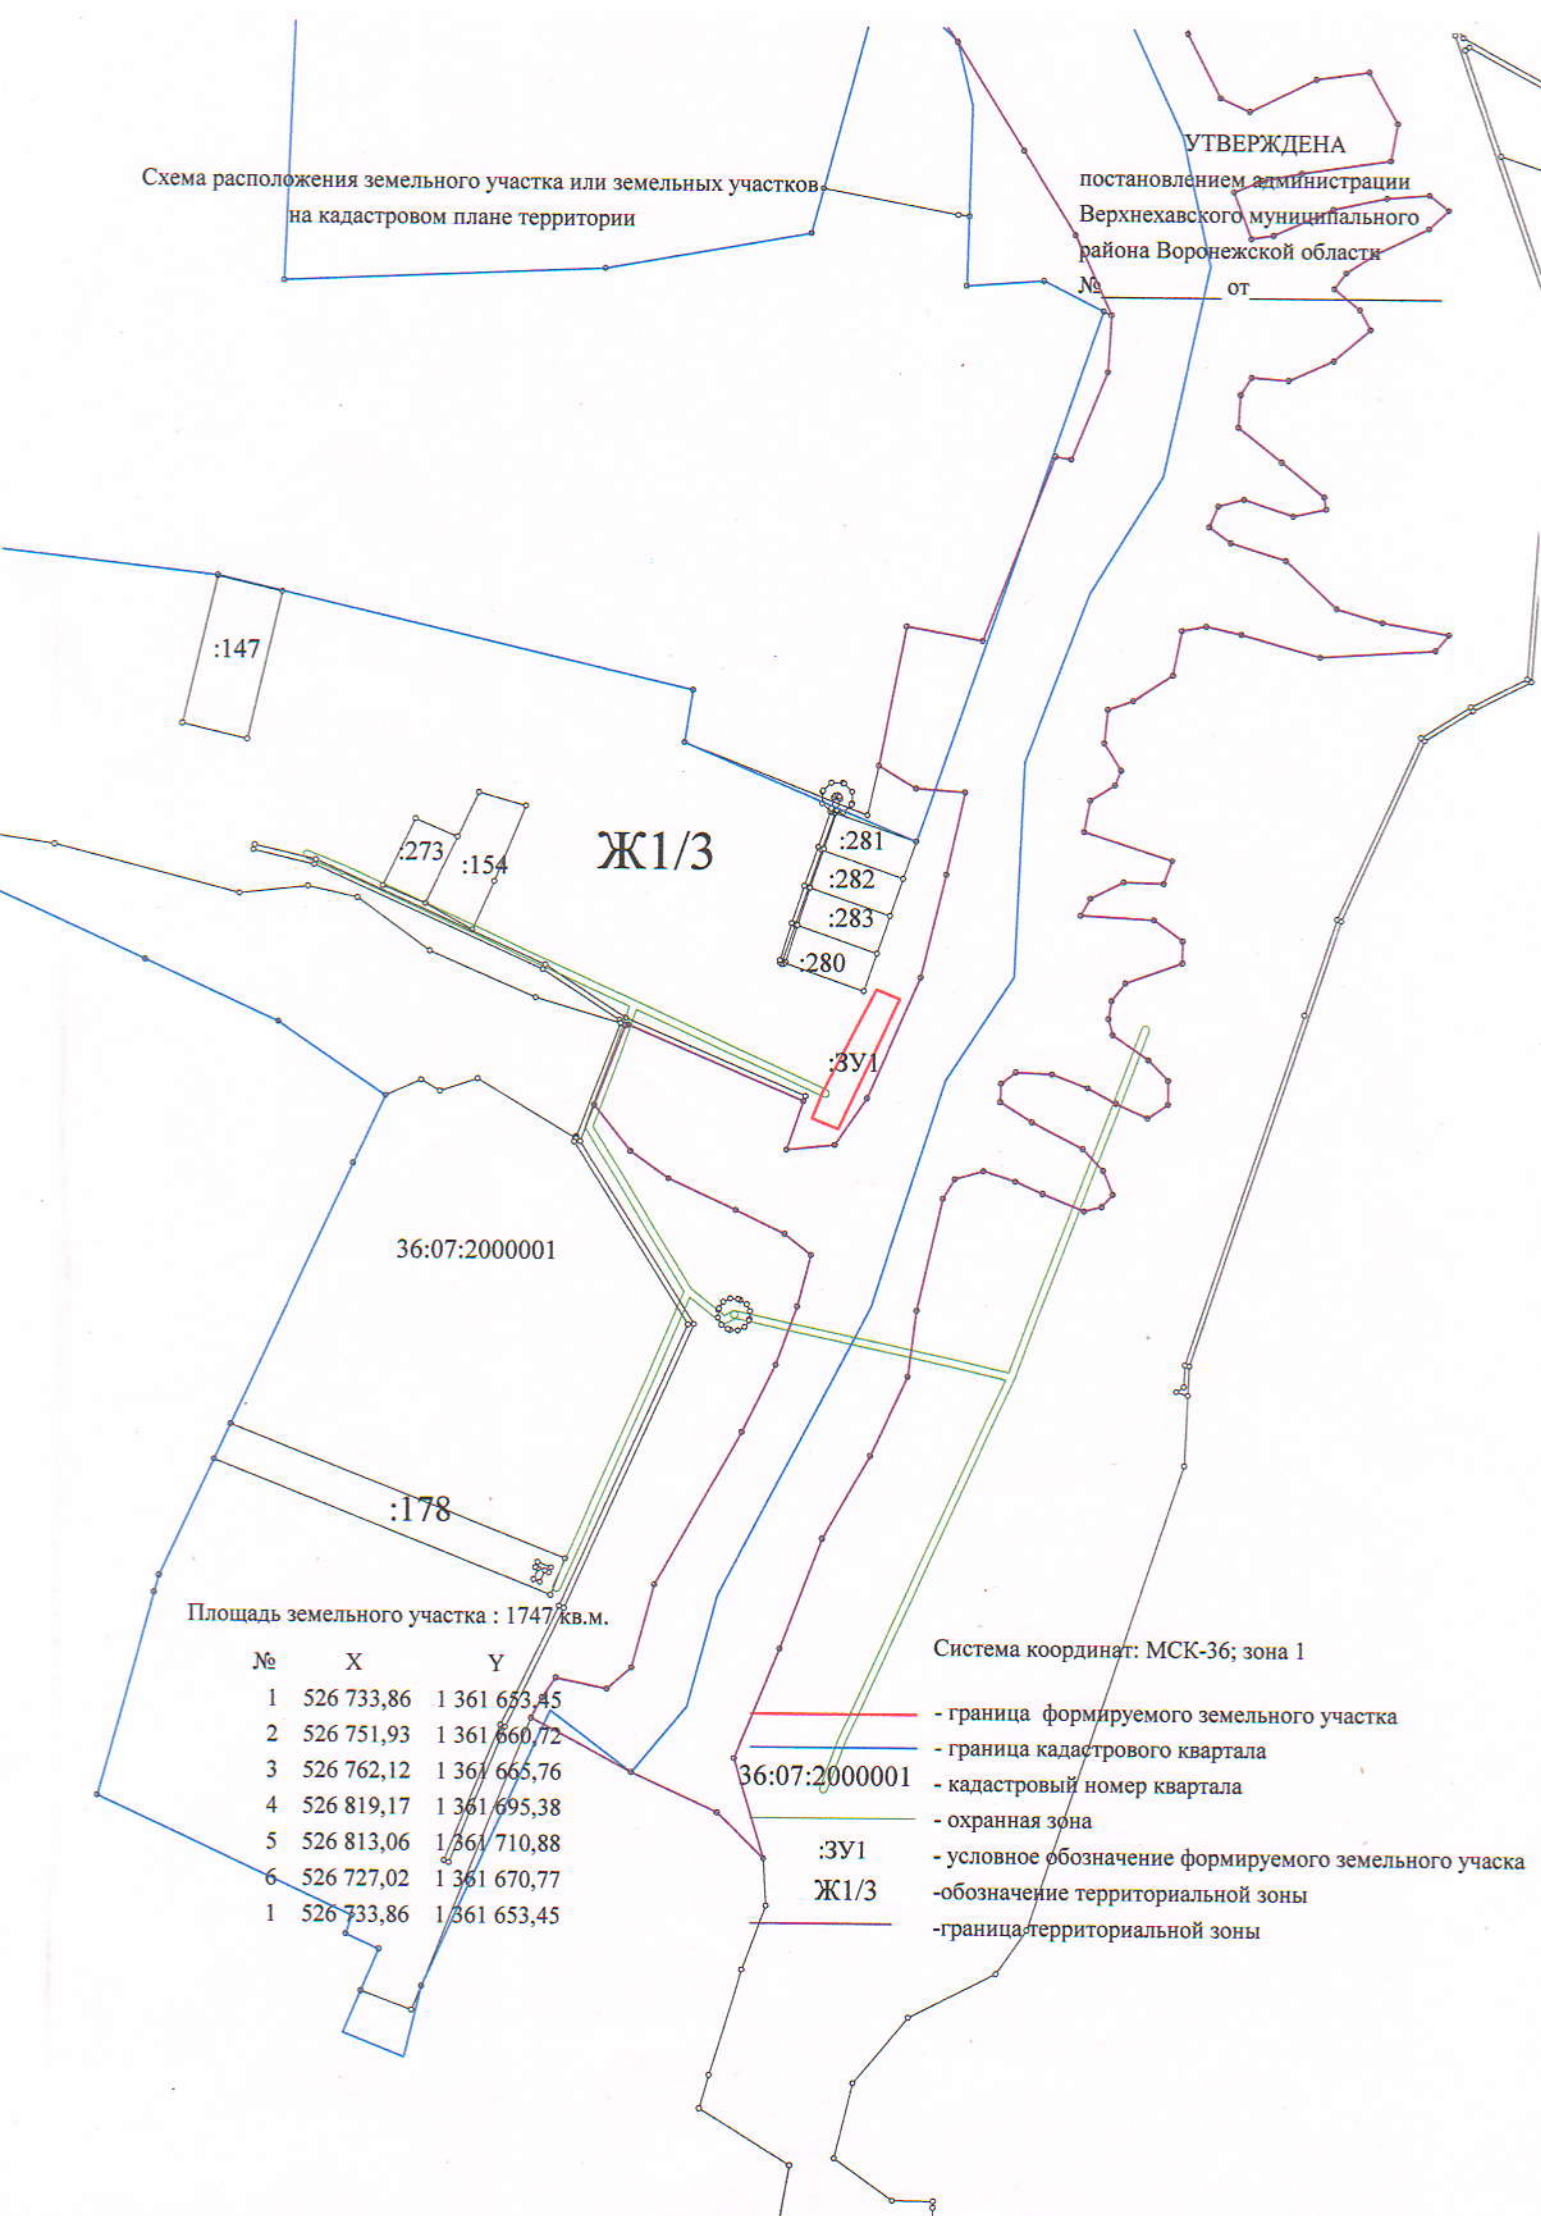 УТВЕРЖДЕНА
постановлением администрации
Верхнехавского муниципального
района Воронежской области
№__________ от________________
Схема расположения земельного участка или земельных участков
на кадастровом плане территории
:147
:273
:154
Ж1/3
:281
:282
:283
:280
:ЗУ1
36:07:2000001
:178
Площадь земельного участка : 1747 кв.м.
№ X Y
1 526 733,86 1 361 653,45
2 526 751,93 1 361 660,72
3 526 762,12 1 361 665,76
4 526 819,17 1 361 695,38
5 526 813,06 1 361 710,88
6 526 727,02 1 361 670,77
1 526 733,86 1 361 653,45
Система координат: МСК-36; зона 1
- граница формируемого земельного участка
- граница кадастрового квартала
36:07:2000001 - кадастровый номер квартала
- охранная зона
:ЗУ1 - условное обозначение формируемого земельного учаска
Ж1/3 -обозначение территориальной зоны
-граница территориальной зоны